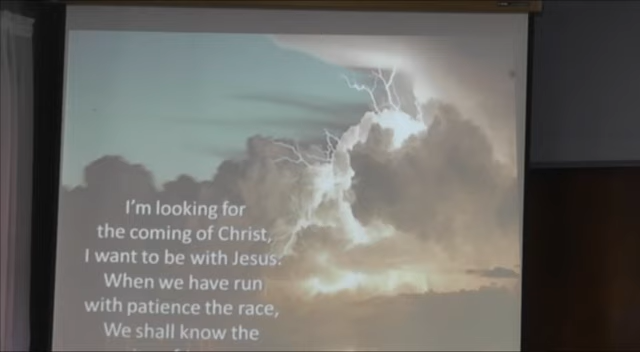 I'm looking for
the coming of Christ,
I want to be with Jesus.
When we have run
with patience the race,
We shall know the